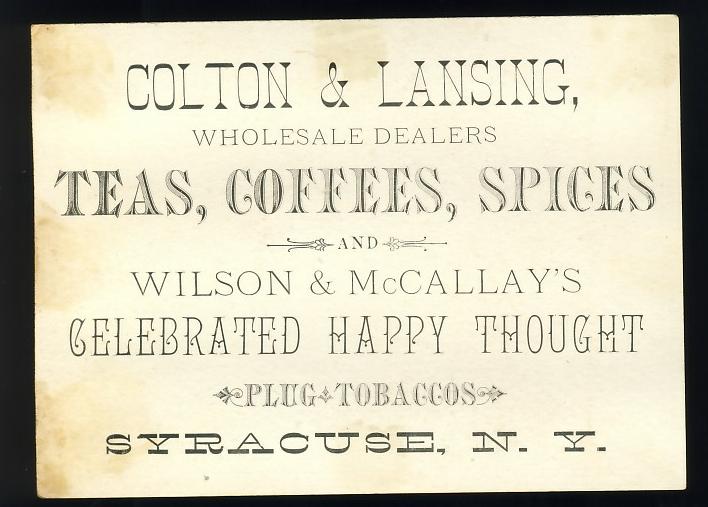 COLTON & LANSING,
WHOLESALE DEALERS
TEAS, COFFEES, SPICES
AND
WILSON & McCALLAY'S
CELEBRATED HAPPY THOUGHT
PLUG TOBACCOS
SYRACUSE, N. Y.